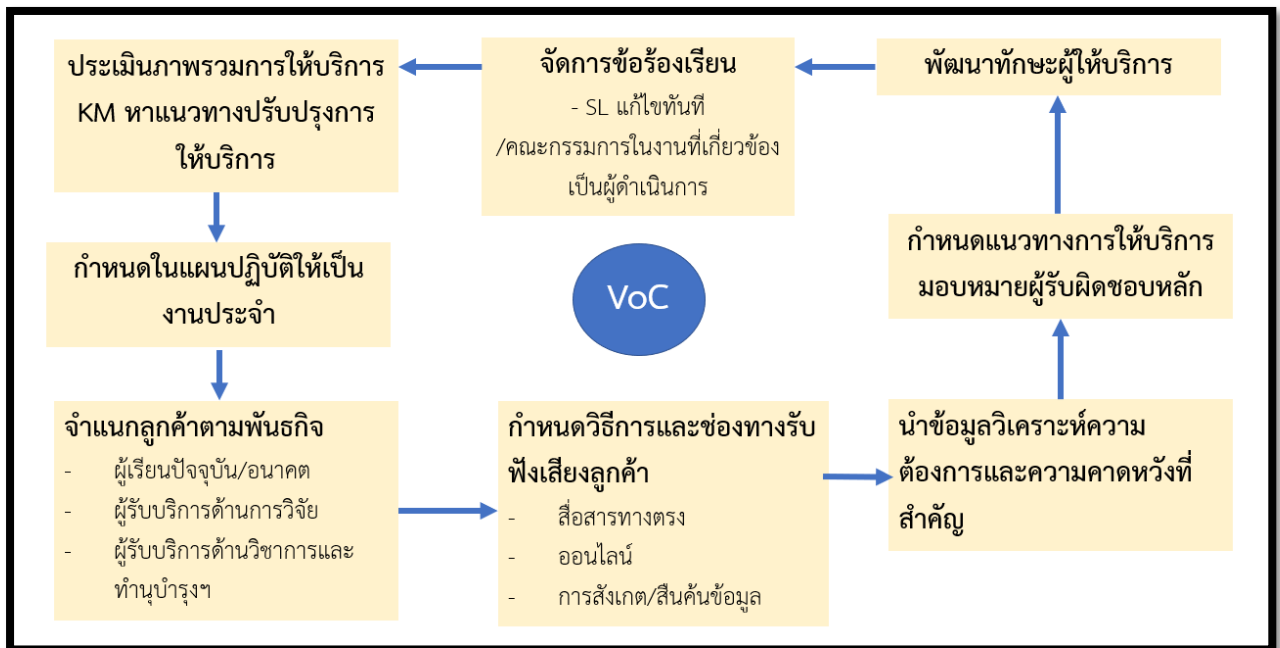 ประเมินภาพรวมการให้บริการ
KM หาแนวทางปรับปรุงการ
ให้บริการ
จัดการข้อร้องเรียน
- SL แก้ไขทันที
/คณะกรรมการในงานที่เกี่ยวข้อง
เป็นผู้ดำเนินการ
พัฒนาทักษะผู้ให้บริการ
กำหนดในแผนปฏิบัติให้เป็น
งานประจำ
VoC
กำหนดแนวทางการให้บริการ
มอบหมายผู้รับผิดชอบหลัก
จำแนกลูกค้าตามพันธกิจ
- ผู้เรียนปัจจุบัน/อนาคต
- ผู้รับบริการด้านการวิจัย
- ผู้รับบริการด้านวิชาการและ
ทำนุบำรุงฯ
กำหนดวิธีการและช่องทางรับ
ฟังเสียงลูกค้า
- สื่อสารทางตรง
- ออนไลน์
- การสังเกต/สืนค้นข้อมูล
นำข้อมูลวิเคราะห์ความ
ต้องการและความคาดหวังที่
สำคัญ